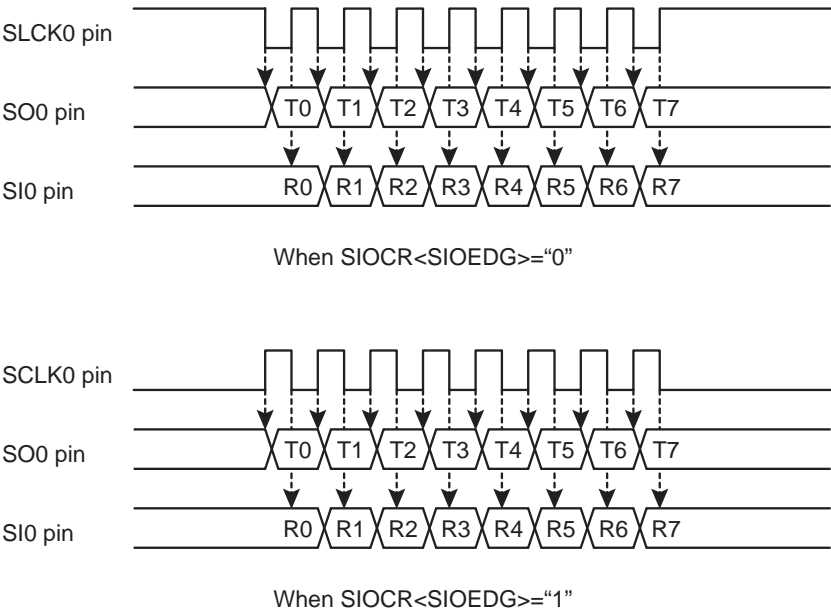 SLCK0 pin
SO0 pin T0 T1 T2 T3 T4 T5 T6 T7
SI0 pin R0 R1 R2 R3 R4 R5 R6 R7
When SIOCR<SIOEDG>=“0”
SCLK0 pin
SO0 pin T0 T1 T2 T3 T4 T5 T6 T7
SI0 pin R0 R1 R2 R3 R4 R5 R6 R7
When SIOCR<SIOEDG>=“1”